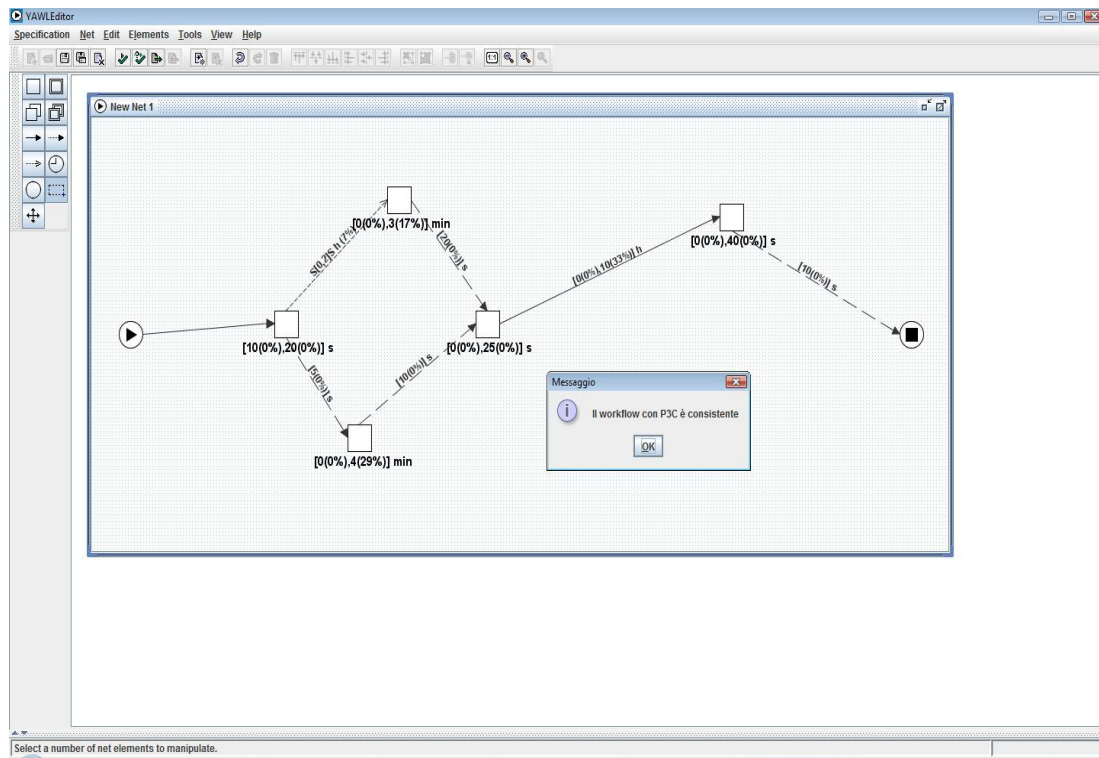 YAWLEditor
Specification Net Edit Elements Tools View Help
New Net 1
[0(0%),3(17%)] min
S[0,2]S h (7%)
[20(0%)] s
[0(0%),40(0%)] s
[0(0%),10(33%)] h
[10(0%)] s
[10(0%),20(0%)] s
[0(0%),25(0%)] s
[5(0%)] s
[10(0%)] s
[0(0%),4(29%)] min
Messaggio
Il workflow con P3C è consistente
OK
Select a number of net elements to manipulate.